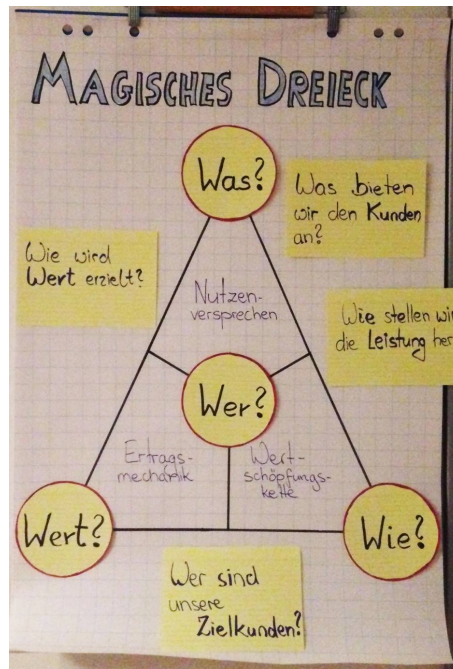 MAGISCHES DREIECK
Was?
Was bieten
wir den Kunden
an?
Wie wird
Wert erzielt?
Nutzen-
versprechen
Wie stellen wir
die Leistung her
Wer?
Ertrags-
mechanik
Wert-
schöpfungs-
kette
Wert?
Wie?
Wer sind
unsere
Zielkunden?